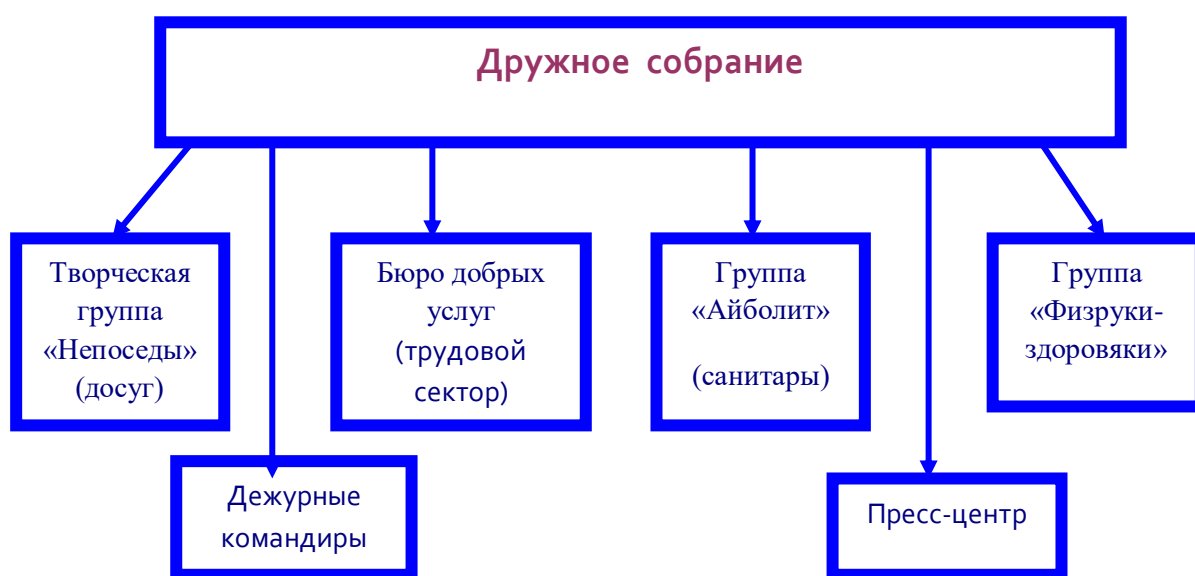 Дружное собрание
Творческая
группа
«Непоседы»
(досуг)
Бюро добрых
услуг
(трудовой
сектор)
Группа
«Айболит»
(санитары)
Группа
«Физруки-
здоровяки»
Дежурные
командиры
Пресс-центр